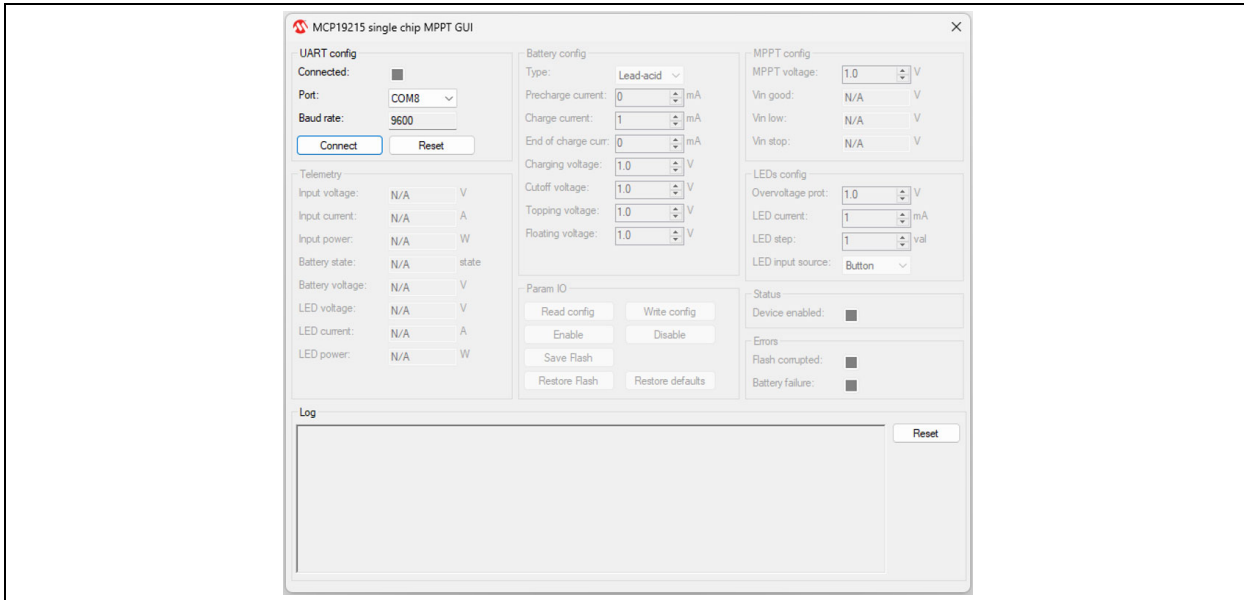 MCP19215 single chip MPPT GUI
UART config
Connected:
Port: COM8
Baud rate: 9600
Connect Reset
Telemetry
Input voltage: N/A V
Input current: N/A A
Input power: N/A W
Battery state: N/A state
Battery voltage: N/A V
LED voltage: N/A V
LED current: N/A A
LED power: N/A W
Battery config
Type: Lead-acid
Precharge current: 0 mA
Charge current: 1 mA
End of charge curr: 0 mA
Charging voltage: 1.0 V
Cutoff voltage: 1.0 V
Topping voltage: 1.0 V
Floating voltage: 1.0 V
Param IO
Read config Write config
Enable Disable
Save Flash
Restore Flash Restore defaults
MPPT config
MPPT voltage: 1.0 V
Vin good: N/A V
Vin low: N/A V
Vin stop: N/A V
LEDs config
Overvoltage prot: 1.0 V
LED current: 1 mA
LED step: 1 val
LED input source: Button
Status
Device enabled:
Errors
Flash corrupted:
Battery failure:
Log
Reset